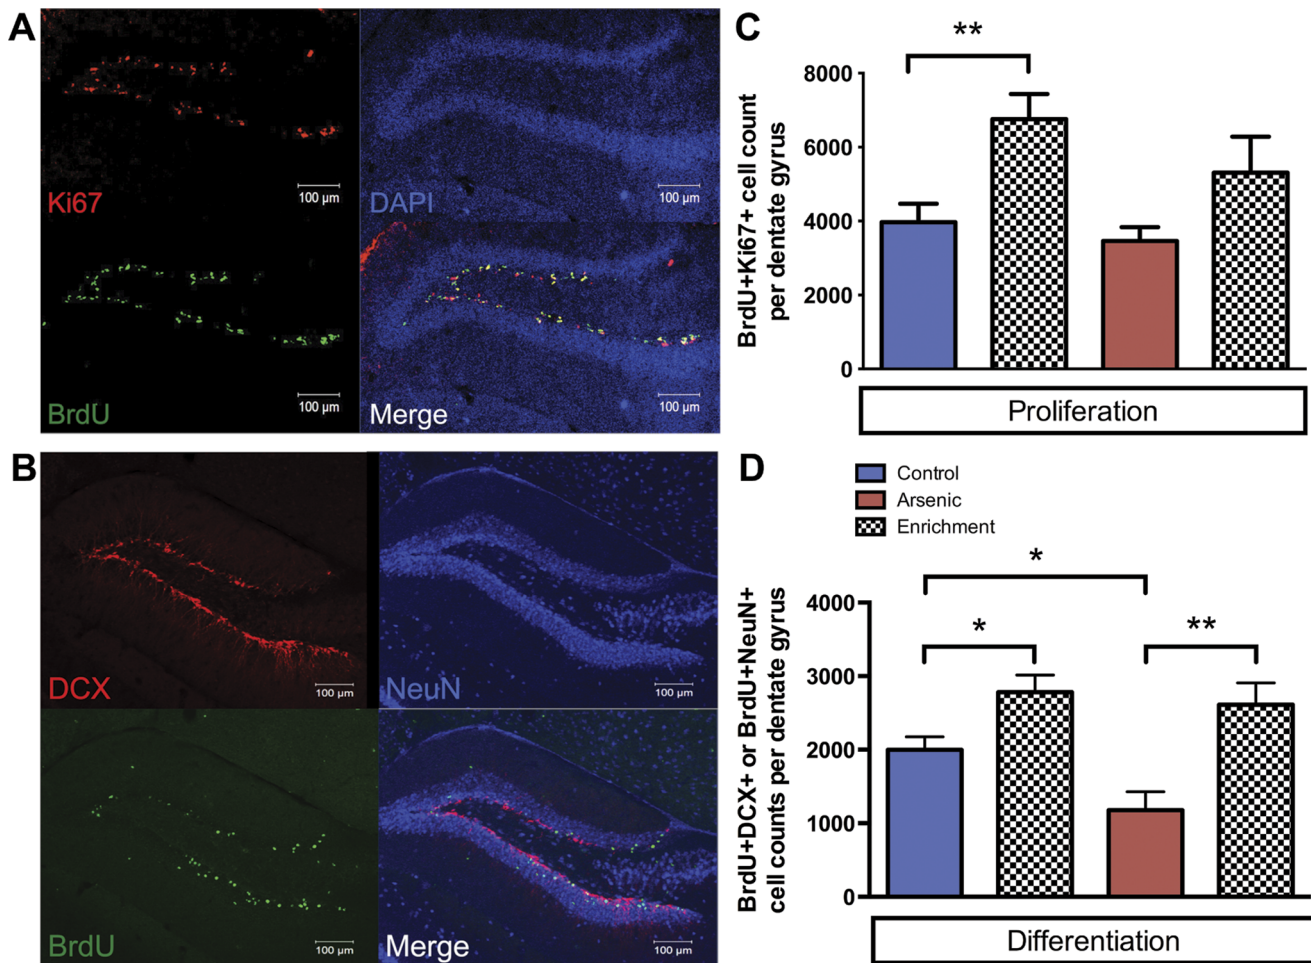 A
Ki67
100 µm
DAPI
100 µm
BrdU
100 µm
Merge
100 µm
B
DCX
100 µm
NeuN
100 µm
BrdU
100 µm
Merge
100 µm
C
**
BrdU+Ki67+ cell count
per dentate gyrus
8000
6000
4000
2000
0
Proliferation
D
Control
Arsenic
Enrichment
*
*
**
BrdU+DCX+ or BrdU+NeuN+
cell counts per dentate gyrus
4000
3000
2000
1000
0
Differentiation